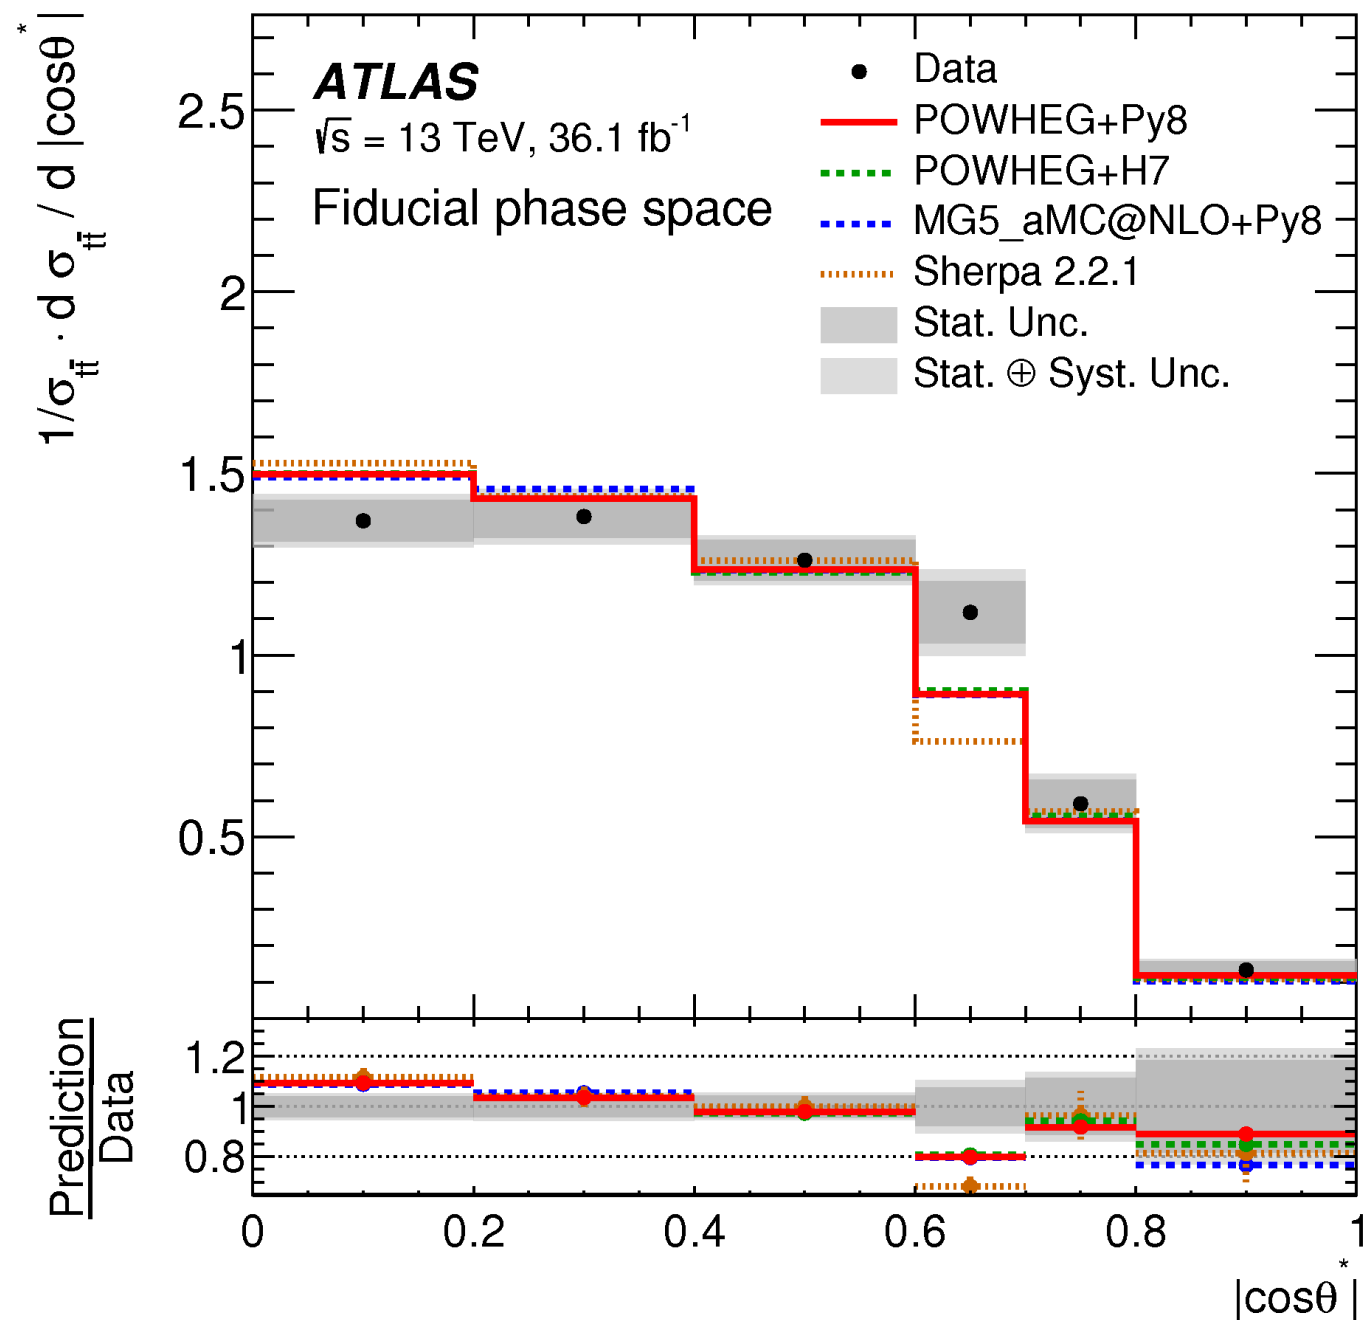 1/σtt̄ · d σtt̄ / d |cosθ*|
ATLAS
√s = 13 TeV, 36.1 fb-1
Fiducial phase space
Data
POWHEG+Py8
POWHEG+H7
MG5_aMC@NLO+Py8
Sherpa 2.2.1
Stat. Unc.
Stat. ⊕ Syst. Unc.
2.5
2
1.5
1
0.5
Prediction
Data
1.2
1
0.8
0 0.2 0.4 0.6 0.8 1
|cosθ*|